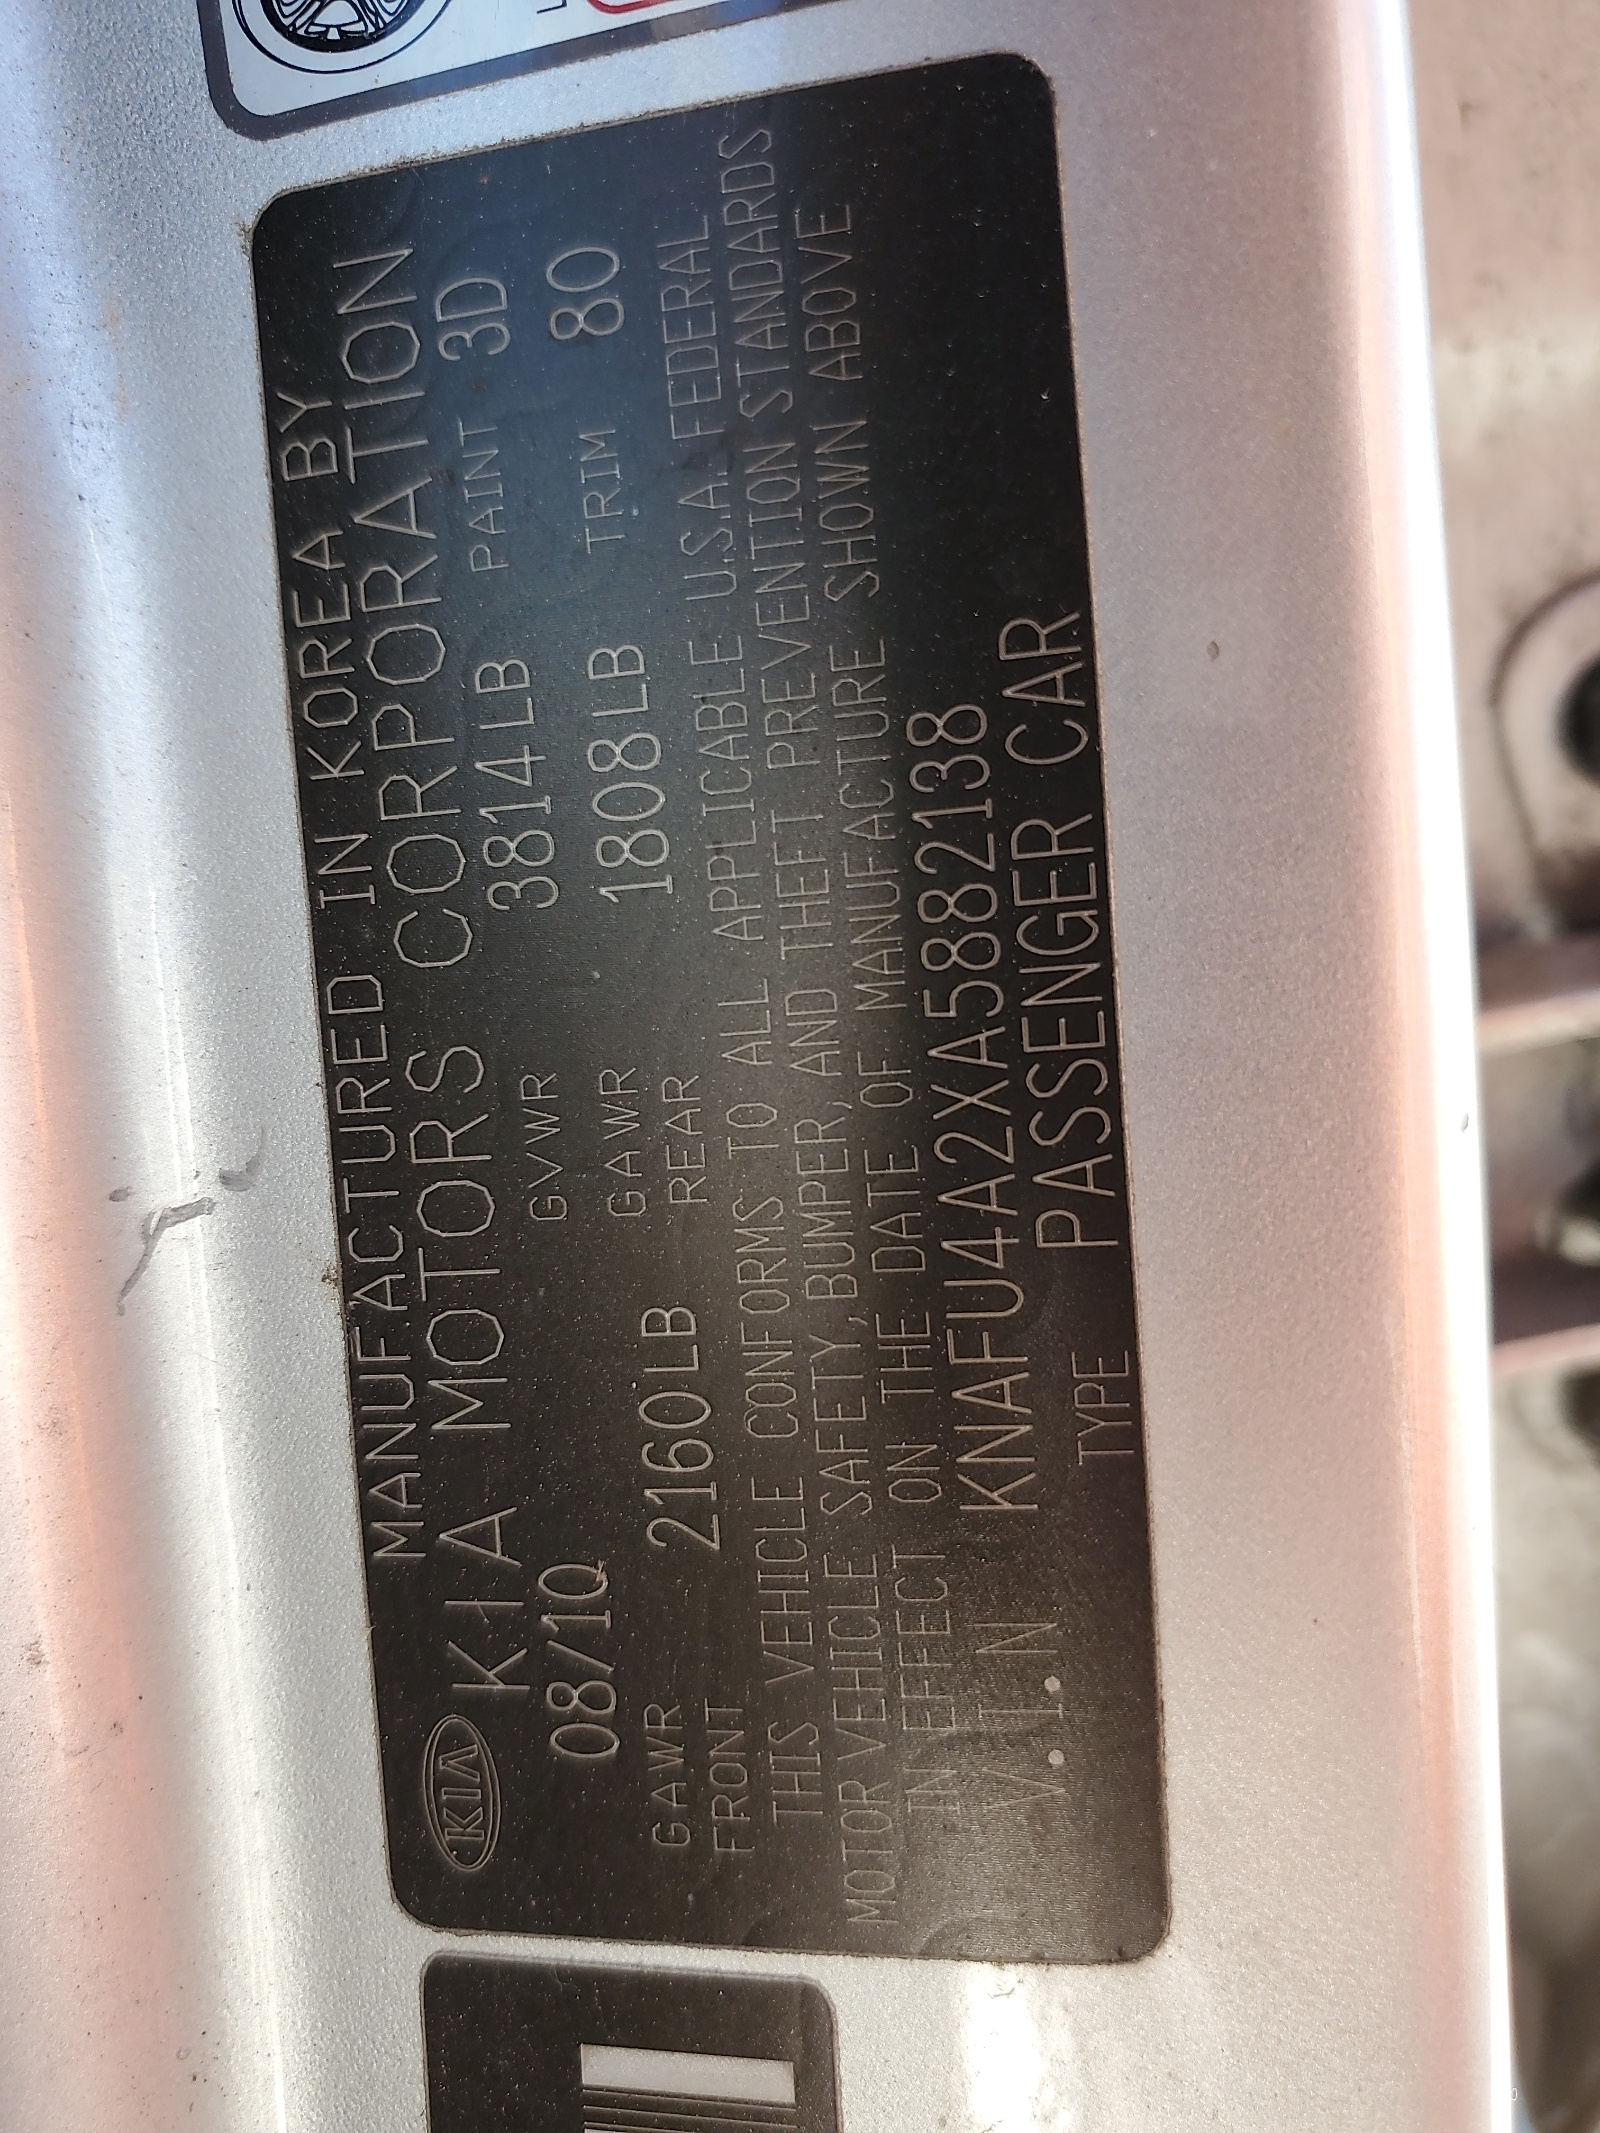 MANUFACTURED IN KOREA BY
KIA KIA MOTORS CORPORATION
08/10 GVWR 3814LB PAINT 3D
GAWR FRONT 2160LB GAWR REAR 1808LB TRIM 80
THIS VEHICLE CONFORMS TO ALL APPLICABLE U.S.A. FEDERAL
MOTOR VEHICLE SAFETY, BUMPER, AND THEFT PREVENTION STANDARDS
IN EFFECT ON THE DATE OF MANUFACTURE SHOWN ABOVE
V.I.N KNAFU4A2XA5882138
TYPE PASSENGER CAR